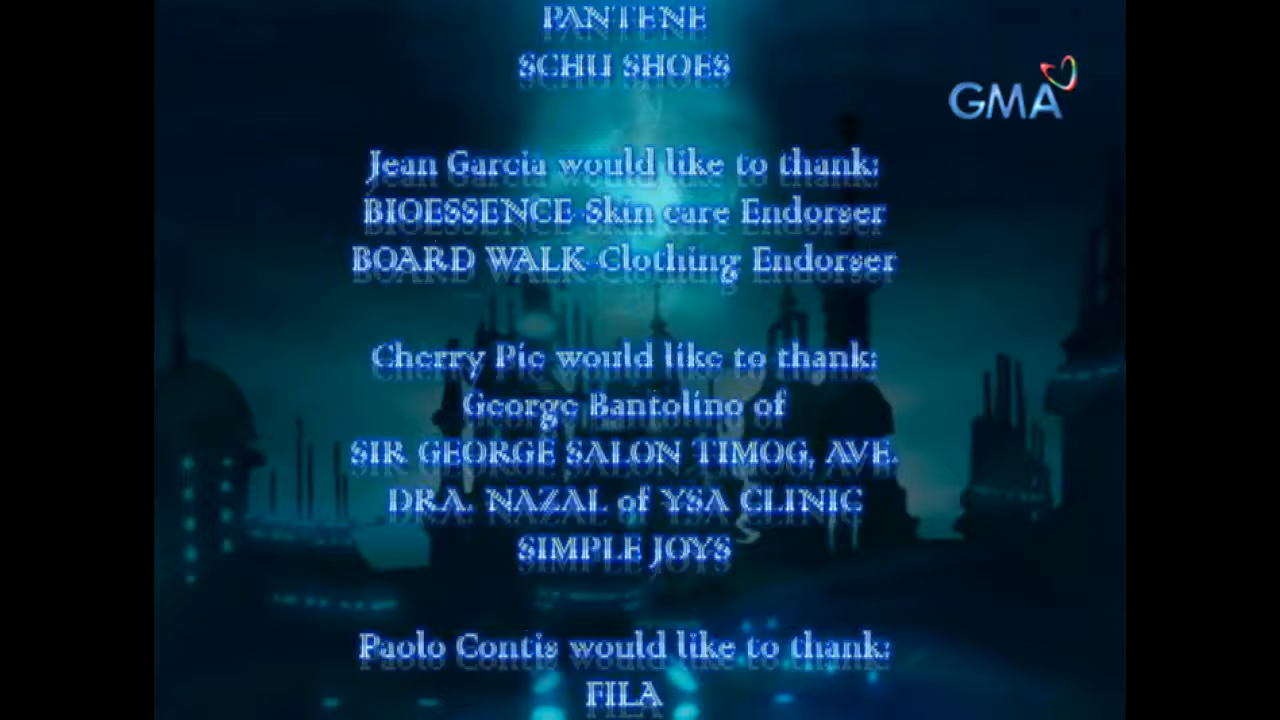 PANTENE
SCHU SHOES
GMA
Jean Garcia would like to thank:
BIOESSENCE-Skin care Endorser
BOARD WALK-Clothing Endorser
Cherry Pie would like to thank:
George Bantolino of
SIR GEORGE SALON TIMOG, AVE.
DRA. NAZAL of YSA CLINIC
SIMPLE JOYS
Paolo Contis would like to thank:
FILA